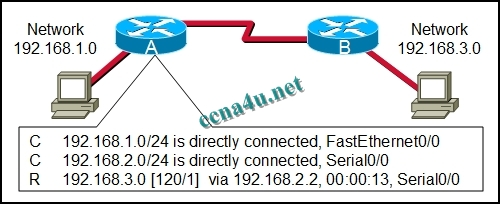 Network
192.168.1.0
A
B
Network
192.168.3.0
ccna4u.net
C 192.168.1.0/24 is directly connected, FastEthernet0/0
C 192.168.2.0/24 is directly connected, Serial0/0
R 192.168.3.0 [120/1] via 192.168.2.2, 00:00:13, Serial0/0